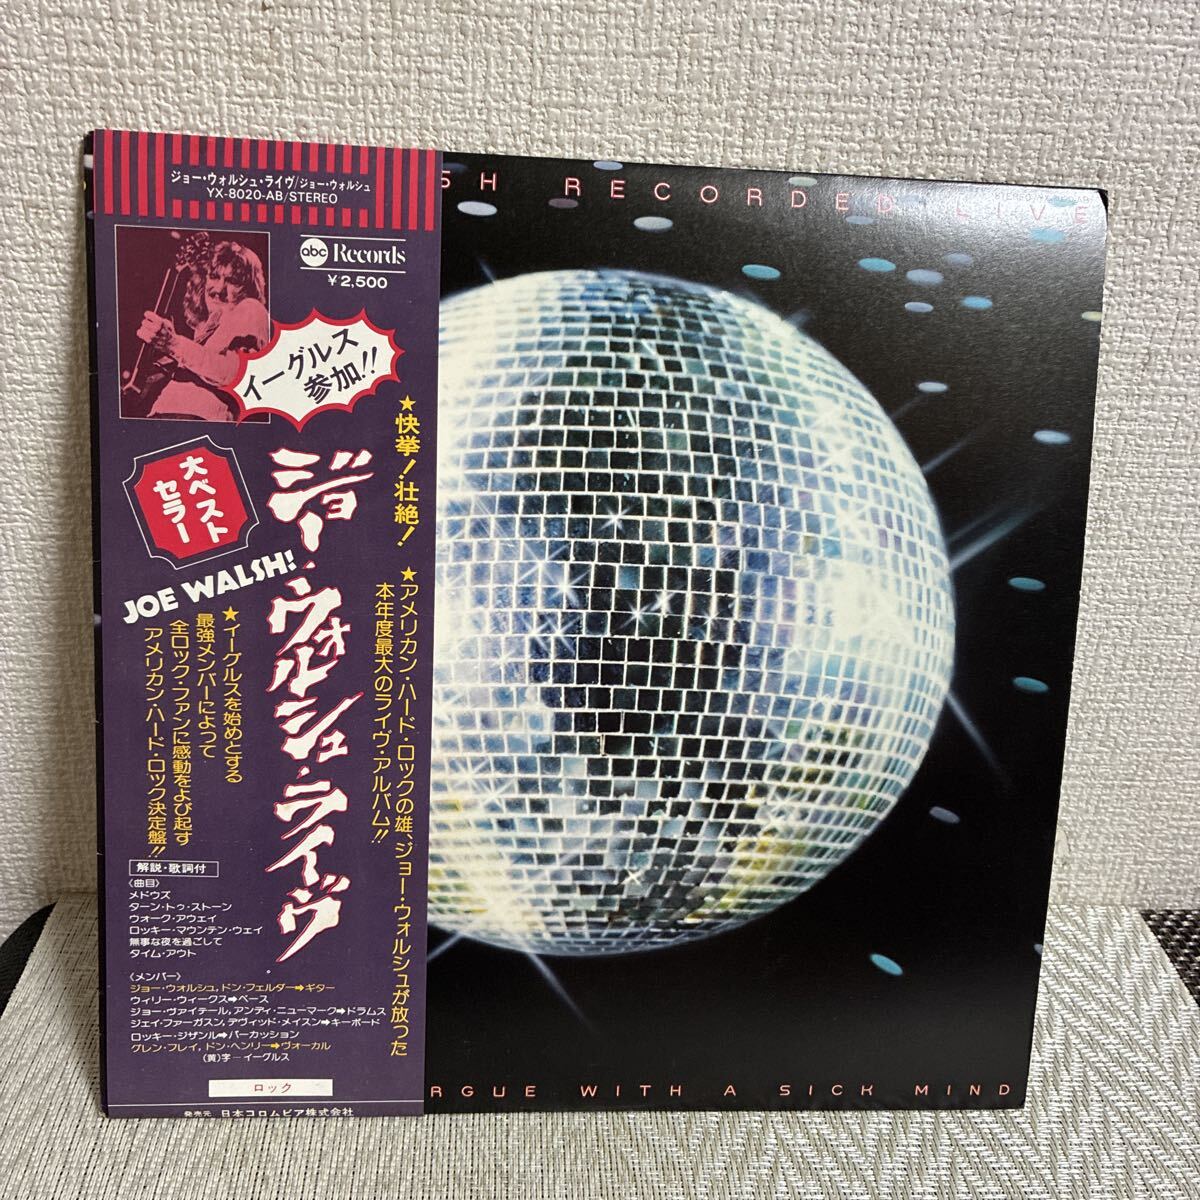 ジョー・ウォルシュ・ライヴ/ジョー・ウォルシュ
YX-8020-AB/STEREO
abc Records
¥2,500
イーグルス
参加!!
★快挙!壮絶!
★アメリカン・ハード・ロックの雄、ジョー・ウォルシュが放つた
本年度最大のライヴ・アルバム!!
ジョー・ウォルシュ・ライヴ
大ベスト
セラー
JOE WALSH!
★イーグルスを始めとする
最強メンバーによって
全ロック・ファンに感動をよび起す
アメリカン・ハード・ロック決定盤!!
解説・歌詞付
〈曲目〉
メドウズ
ターン・トゥ・ストーン
ウォーク・アウェイ
ロッキー・マウンテン・ウェイ
無事な夜を過ごして
タイム・アウト
〈メンバー〉
ジョー・ウォルシュ,ドン・フェルダー➡ギター
ウィリー・ウィークス➡ベース
ジョー・ヴァイテール,アンディ・ニューマーク➡ドラムス
ジェイ・ファーガスン,デヴィッド・メイスン➡キーボード
ロッキー・ジザンル➡パーカッション
グレン・フレイ,ドン・ヘンリー➡ヴォーカル
(黄)字=イーグルス
ロック
発売元 日本コロムビア株式会社
SH RECORDED LIVE
RGUE WITH A SICK MIND